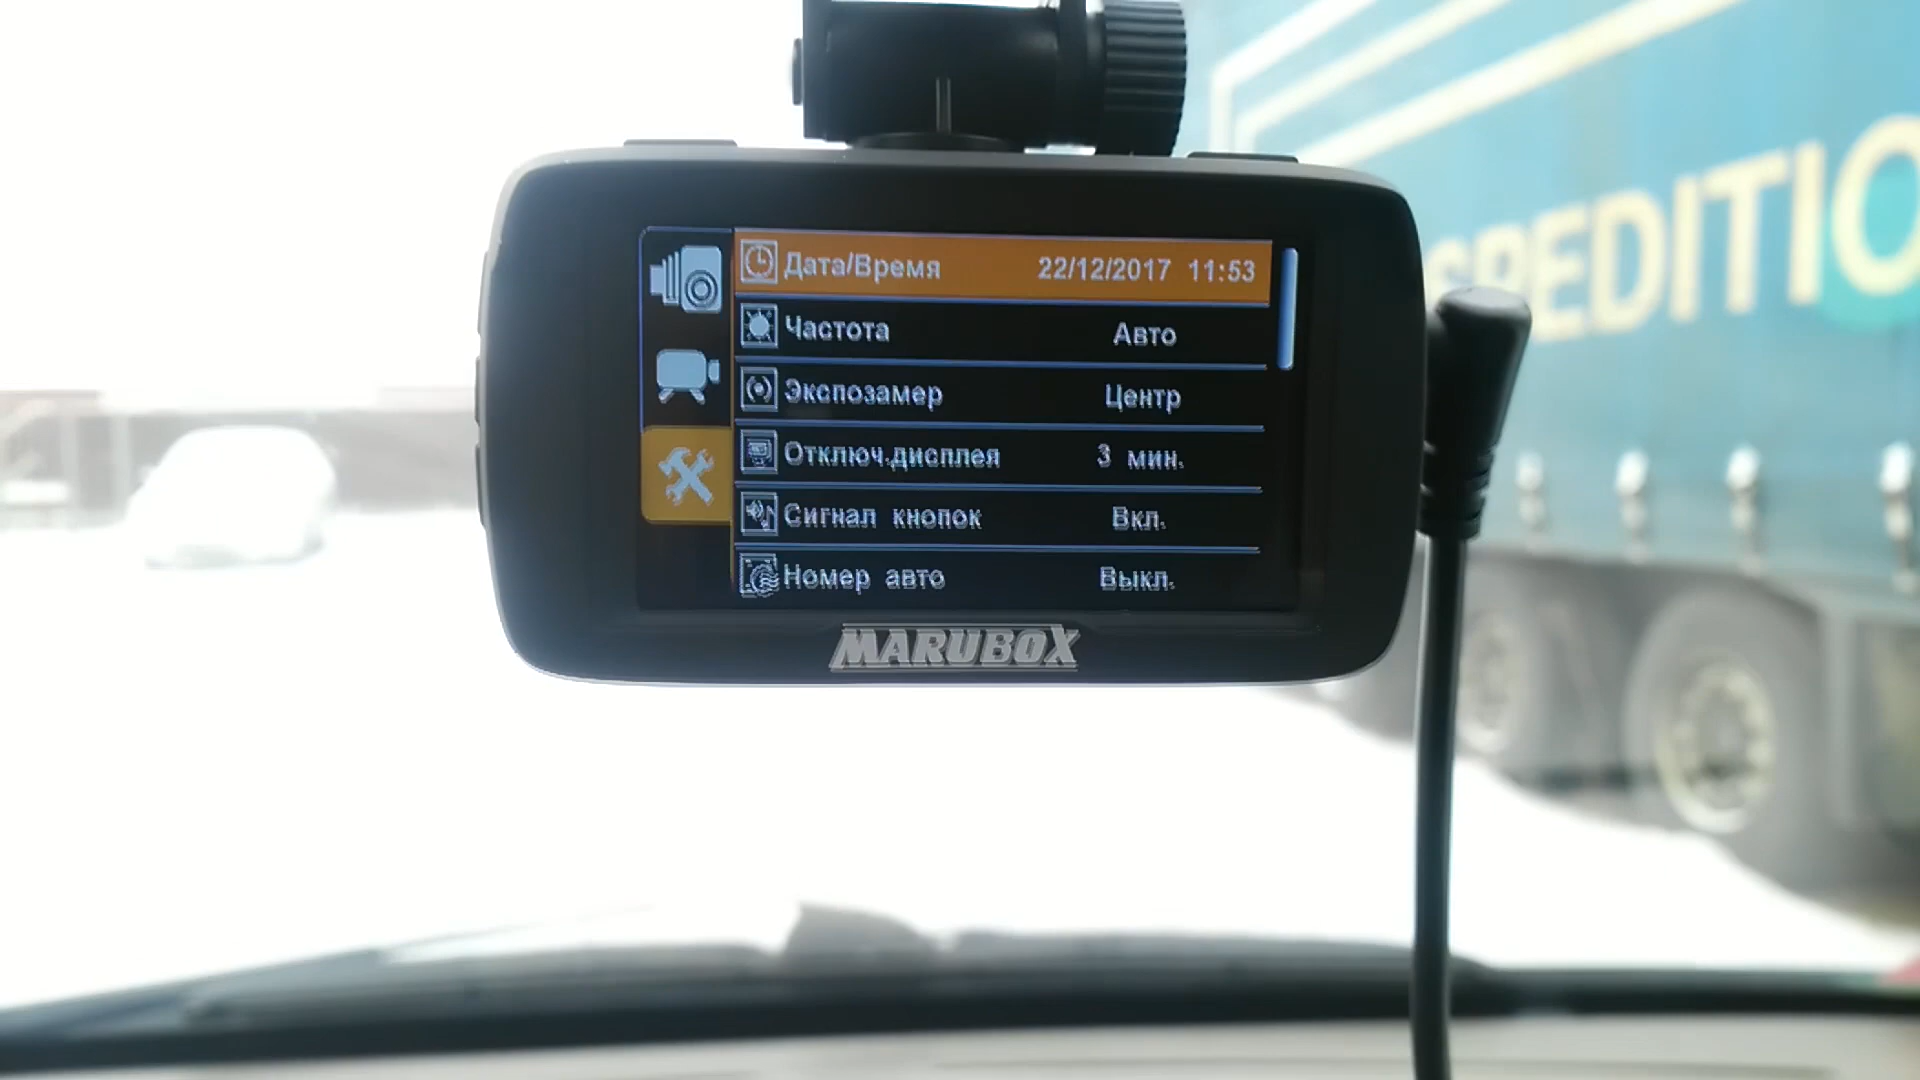 Дата/Время 22/12/2017 11:53
Частота Авто
Экспозамер Центр
Отключ.дисплея 3 мин.
Сигнал кнопок Вкл.
Номер авто Выкл.
MARUBOX
SPEDITIO